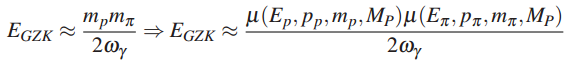 E_{GZK} ≈ \frac{m_p m_π}{2ω_γ} ⇒ E_{GZK} ≈ \frac{μ(E_p, p_p, m_p, M_P)μ(E_π, p_π, m_π, M_P)}{2ω_γ}